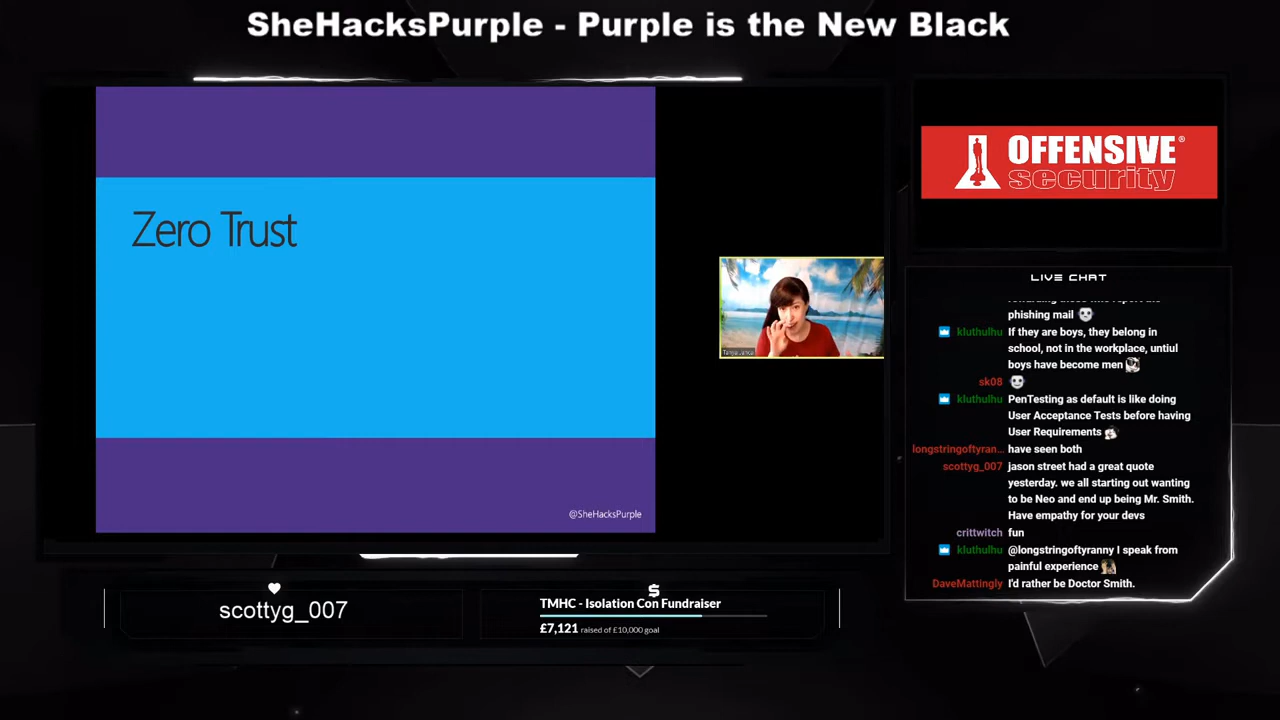 SheHacksPurple - Purple is the New Black
Zero Trust
@SheHacksPurple
OFFENSIVE®
security
LIVE CHAT
phishing mail
kluthulhu If they are boys, they belong in
school, not in the workplace, untiul
boys have become men
sk08
kluthulhu PenTesting as default is like doing
User Acceptance Tests before having
User Requirements
longstringoftyran... have seen both
scottyg_007 jason street had a great quote
yesterday. we all starting out wanting
to be Neo and end up being Mr. Smith.
Have empathy for your devs
crittwitch fun
kluthulhu @longstringoftyranny I speak from
painful experience
DaveMattingly I'd rather be Doctor Smith.
scottyg_007
TMHC - Isolation Con Fundraiser
£7,121 raised of £10,000 goal